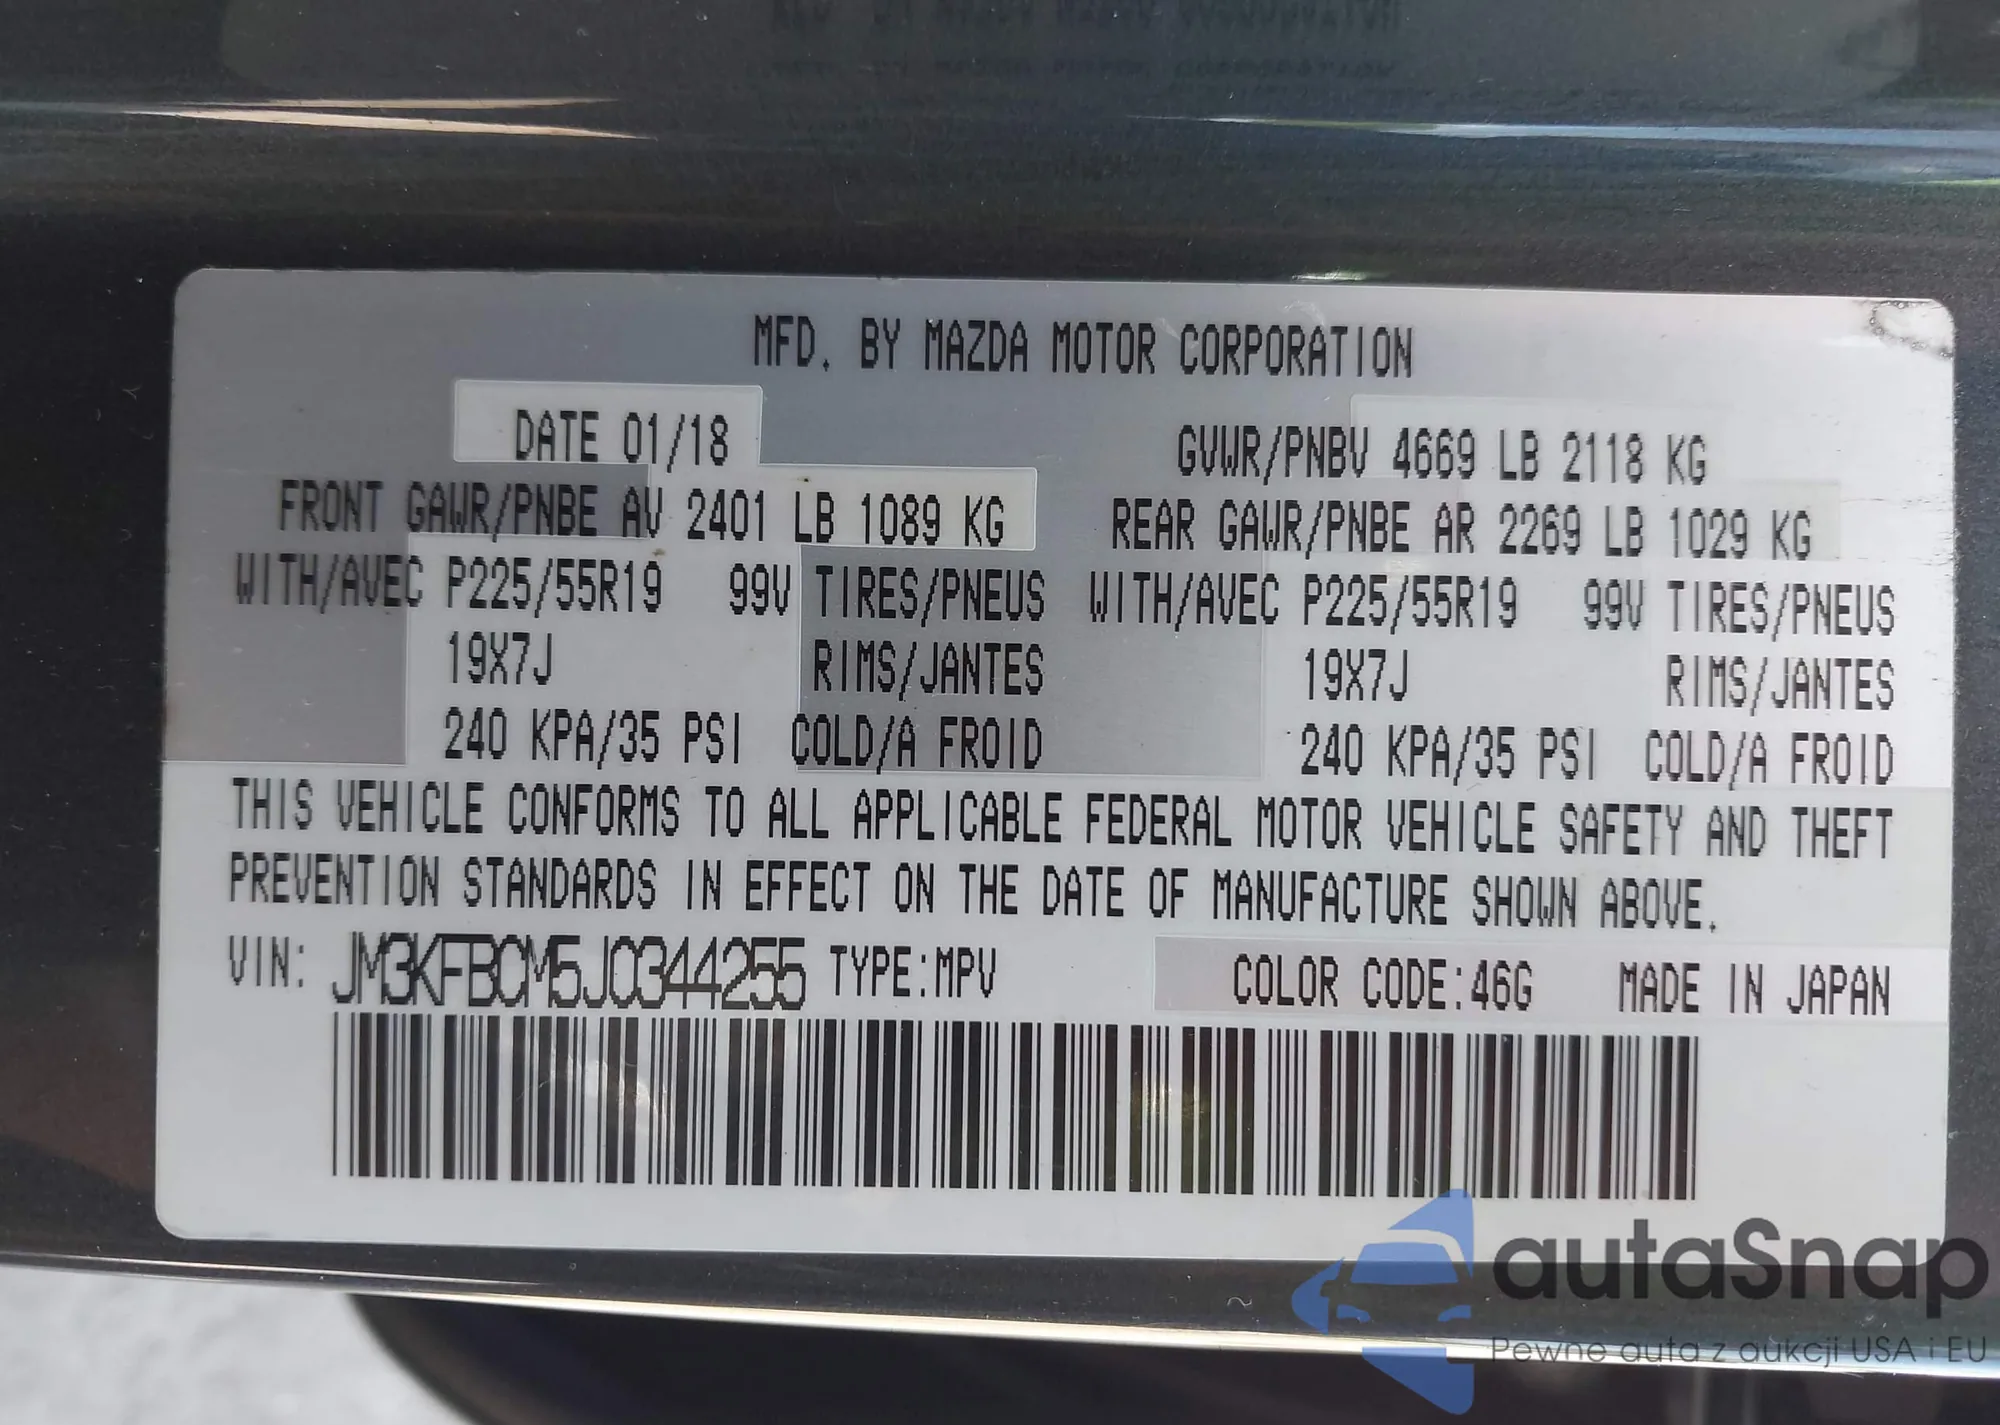 MFD. BY MAZDA MOTOR CORPORATION
DATE 01/18 GVWR/PNBV 4669 LB 2118 KG
FRONT GAWR/PNBE AV 2401 LB 1089 KG REAR GAWR/PNBE AR 2269 LB 1029 KG
WITH/AVEC P225/55R19 99V TIRES/PNEUS WITH/AVEC P225/55R19 99V TIRES/PNEUS
19X7J RIMS/JANTES 19X7J RIMS/JANTES
240 KPA/35 PSI COLD/A FROID 240 KPA/35 PSI COLD/A FROID
THIS VEHICLE CONFORMS TO ALL APPLICABLE FEDERAL MOTOR VEHICLE SAFETY AND THEFT
PREVENTION STANDARDS IN EFFECT ON THE DATE OF MANUFACTURE SHOWN ABOVE.
VIN: JM3KFBCM5J0344255 TYPE:MPV COLOR CODE:46G MADE IN JAPAN
autaSnap
Pewne auta z aukcji USA i EU